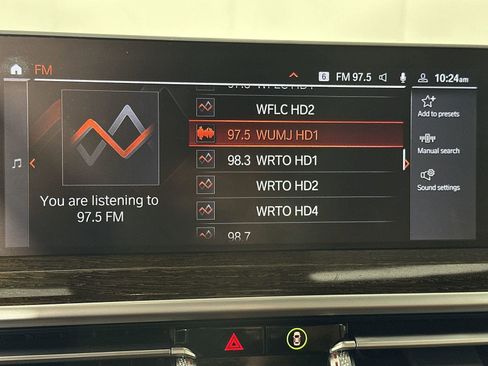 FM
6 FM 97.5 10:24am
WFLC HD2
97.5 WUMJ HD1
98.3 WRTO HD1
WRTO HD2
WRTO HD4
98.7
You are listening to
97.5 FM
Add to presets
Manual search
Sound settings